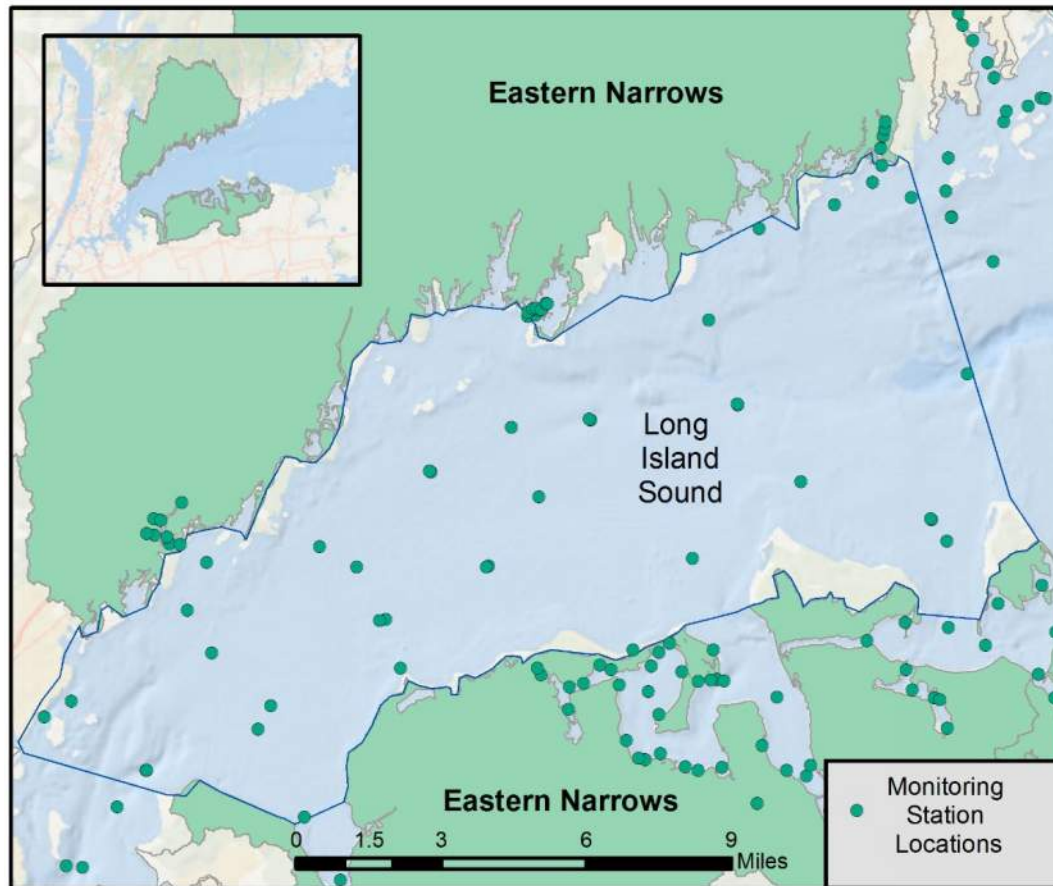 Eastern Narrows
Long
Island
Sound
Eastern Narrows
0 1.5 3 6 9
Miles
Monitoring
Station
Locations